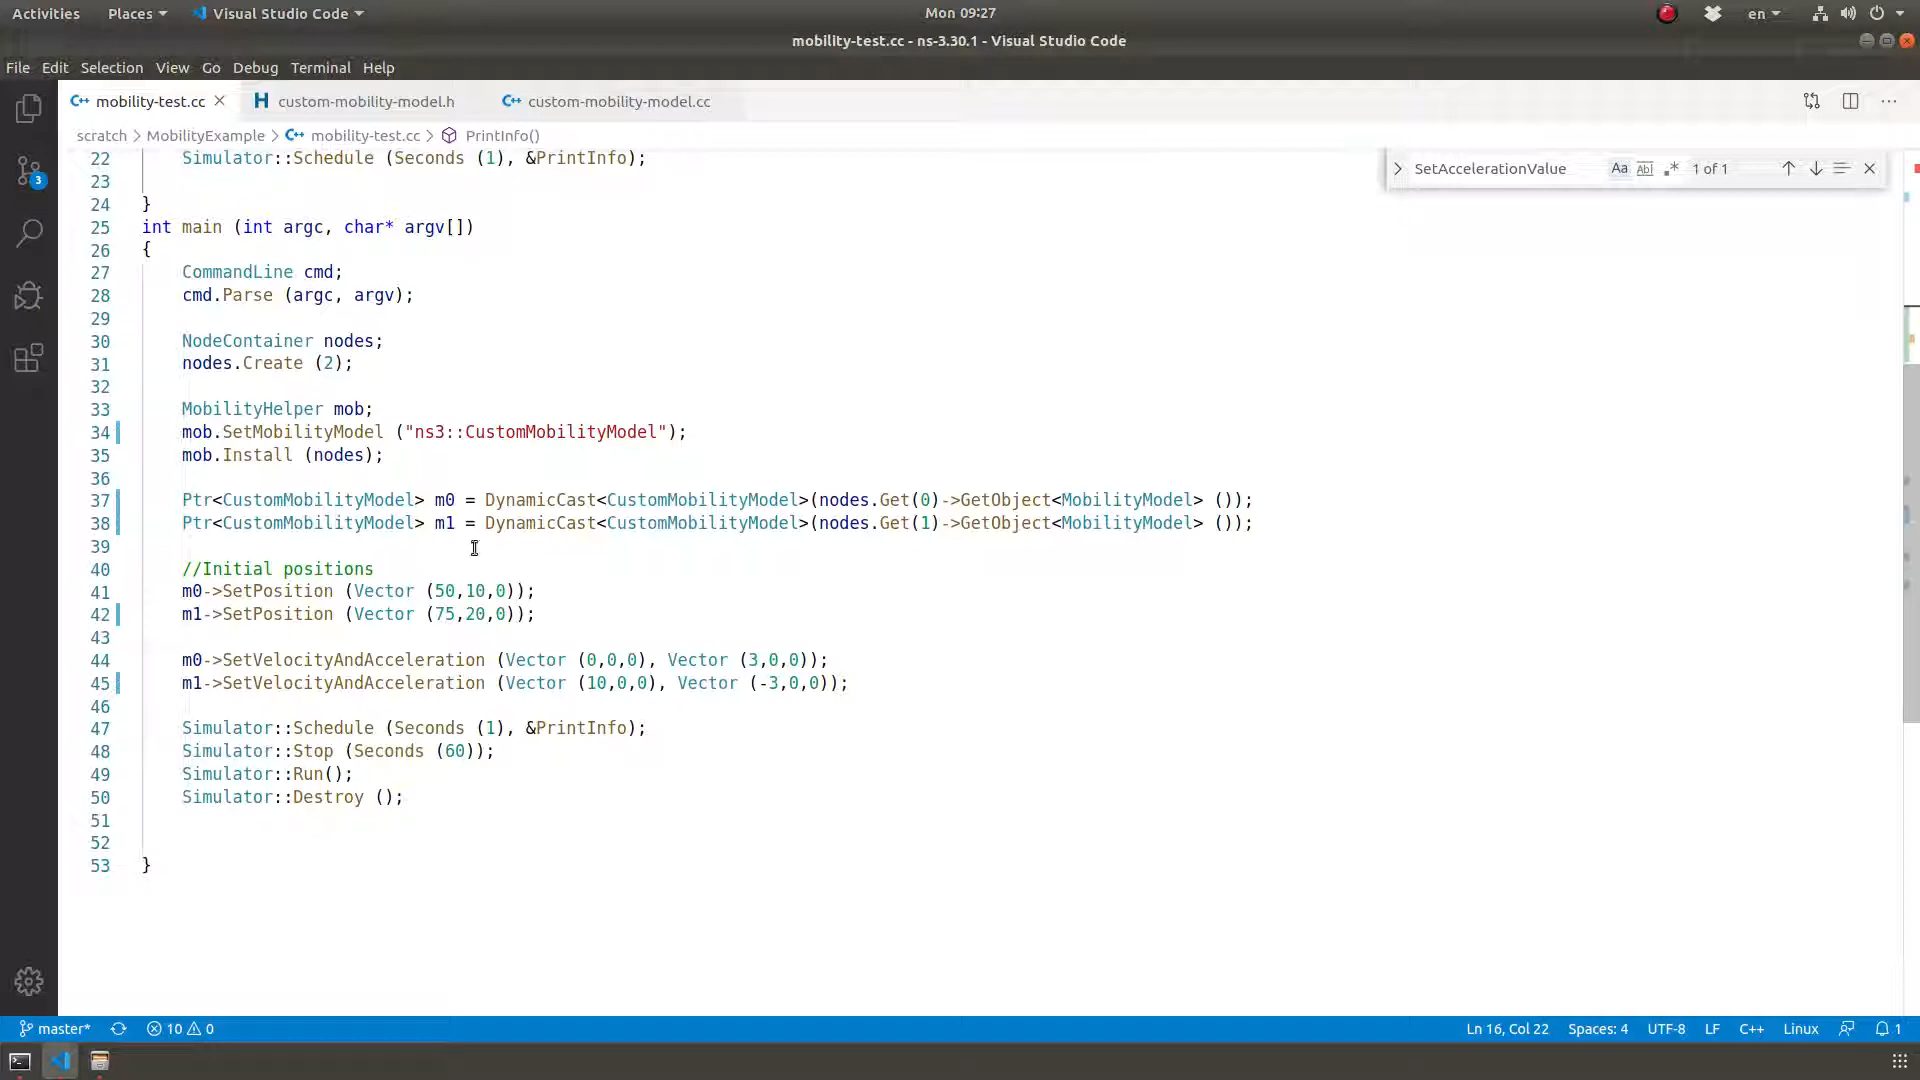 Activities Places Visual Studio Code Mon 09:27 en
mobility-test.cc - ns-3.30.1 - Visual Studio Code
File Edit Selection View Go Debug Terminal Help
mobility-test.cc custom-mobility-model.h custom-mobility-model.cc
scratch > MobilityExample > mobility-test.cc > PrintInfo()
SetAccelerationValue Aa Abl .* 1 of 1
22 Simulator::Schedule (Seconds (1), &PrintInfo);
23
24 }
25 int main (int argc, char* argv[])
26 {
27 CommandLine cmd;
28 cmd.Parse (argc, argv);
29
30 NodeContainer nodes;
31 nodes.Create (2);
32
33 MobilityHelper mob;
34 mob.SetMobilityModel ("ns3::CustomMobilityModel");
35 mob.Install (nodes);
36
37 Ptr<CustomMobilityModel> m0 = DynamicCast<CustomMobilityModel>(nodes.Get(0)->GetObject<MobilityModel> ());
38 Ptr<CustomMobilityModel> m1 = DynamicCast<CustomMobilityModel>(nodes.Get(1)->GetObject<MobilityModel> ());
39
40 //Initial positions
41 m0->SetPosition (Vector (50,10,0));
42 m1->SetPosition (Vector (75,20,0));
43
44 m0->SetVelocityAndAcceleration (Vector (0,0,0), Vector (3,0,0));
45 m1->SetVelocityAndAcceleration (Vector (10,0,0), Vector (-3,0,0));
46
47 Simulator::Schedule (Seconds (1), &PrintInfo);
48 Simulator::Stop (Seconds (60));
49 Simulator::Run();
50 Simulator::Destroy ();
51
52
53 }
3
master* 10 0 Ln 16, Col 22 Spaces: 4 UTF-8 LF C++ Linux 1